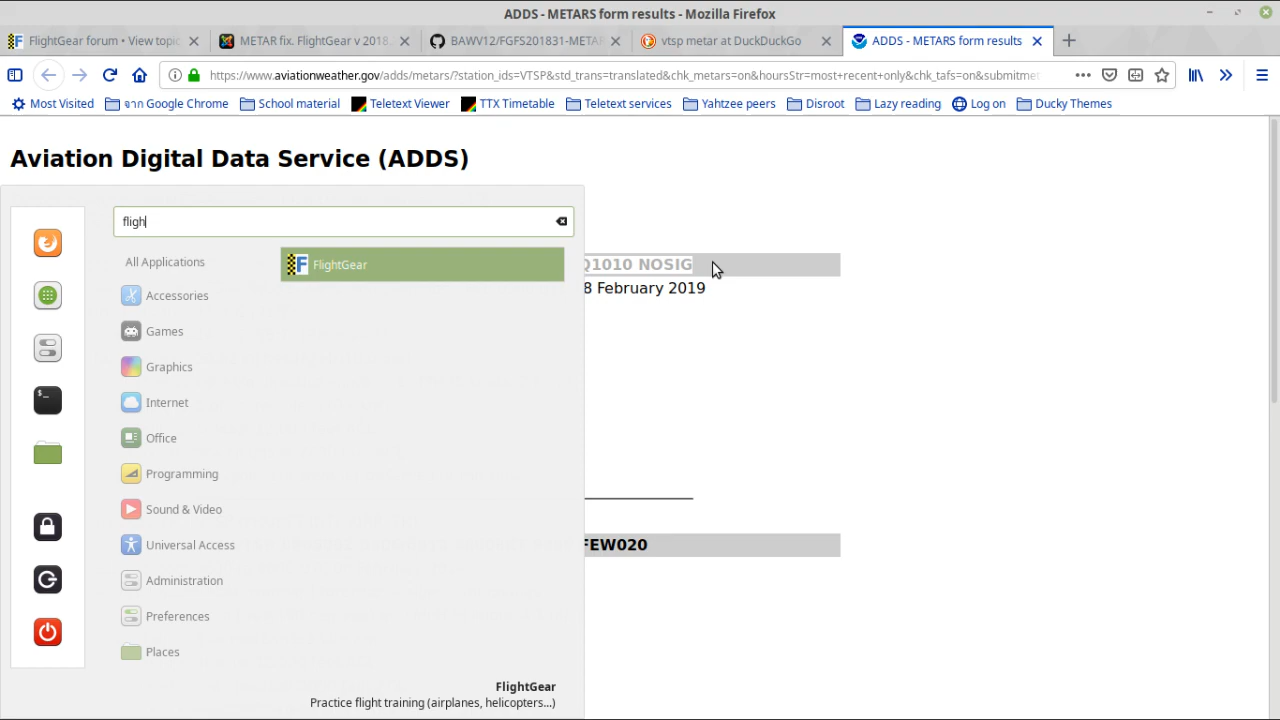 ADDS - METARS form results - Mozilla Firefox
FlightGear forum • View topic
METAR fix. FlightGear v 2018.
BAWV12/FGFS201831-METAR
vtsp metar at DuckDuckGo
ADDS - METARS form results
https://www.aviationweather.gov/adds/metars/?station_ids=VTSP&std_trans=translated&chk_metars=on&hoursStr=most+recent+only&chk_tafs=on&submitmet
Most Visited
จาก Google Chrome
School material
Teletext Viewer
TTX Timetable
Teletext services
Yahtzee peers
Disroot
Lazy reading
Log on
Ducky Themes
Aviation Digital Data Service (ADDS)
fligh
All Applications
FlightGear
Q1010 NOSIG
8 February 2019
Accessories
Games
Graphics
Internet
Office
Programming
Sound & Video
FEW020
Universal Access
Administration
Preferences
Places
FlightGear
Practice flight training (airplanes, helicopters...)